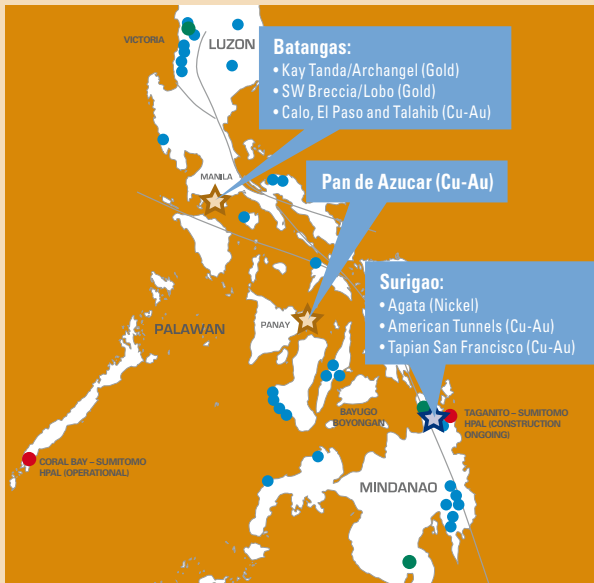 VICTORIA
LUZON
Batangas:
• Kay Tanda/Archangel (Gold)
• SW Breccia/Lobo (Gold)
• Calo, El Paso and Talahib (Cu-Au)
MANILA
Pan de Azucar (Cu-Au)
Surigao:
• Agata (Nickel)
• American Tunnels (Cu-Au)
• Tapian San Francisco (Cu-Au)
PALAWAN
PANAY
BAYUGO
BOYONGAN
TAGANITO – SUMITOMO
HPAL (CONSTRUCTION
ONGOING)
CORAL BAY – SUMITOMO
HPAL (OPERATIONAL)
MINDANAO